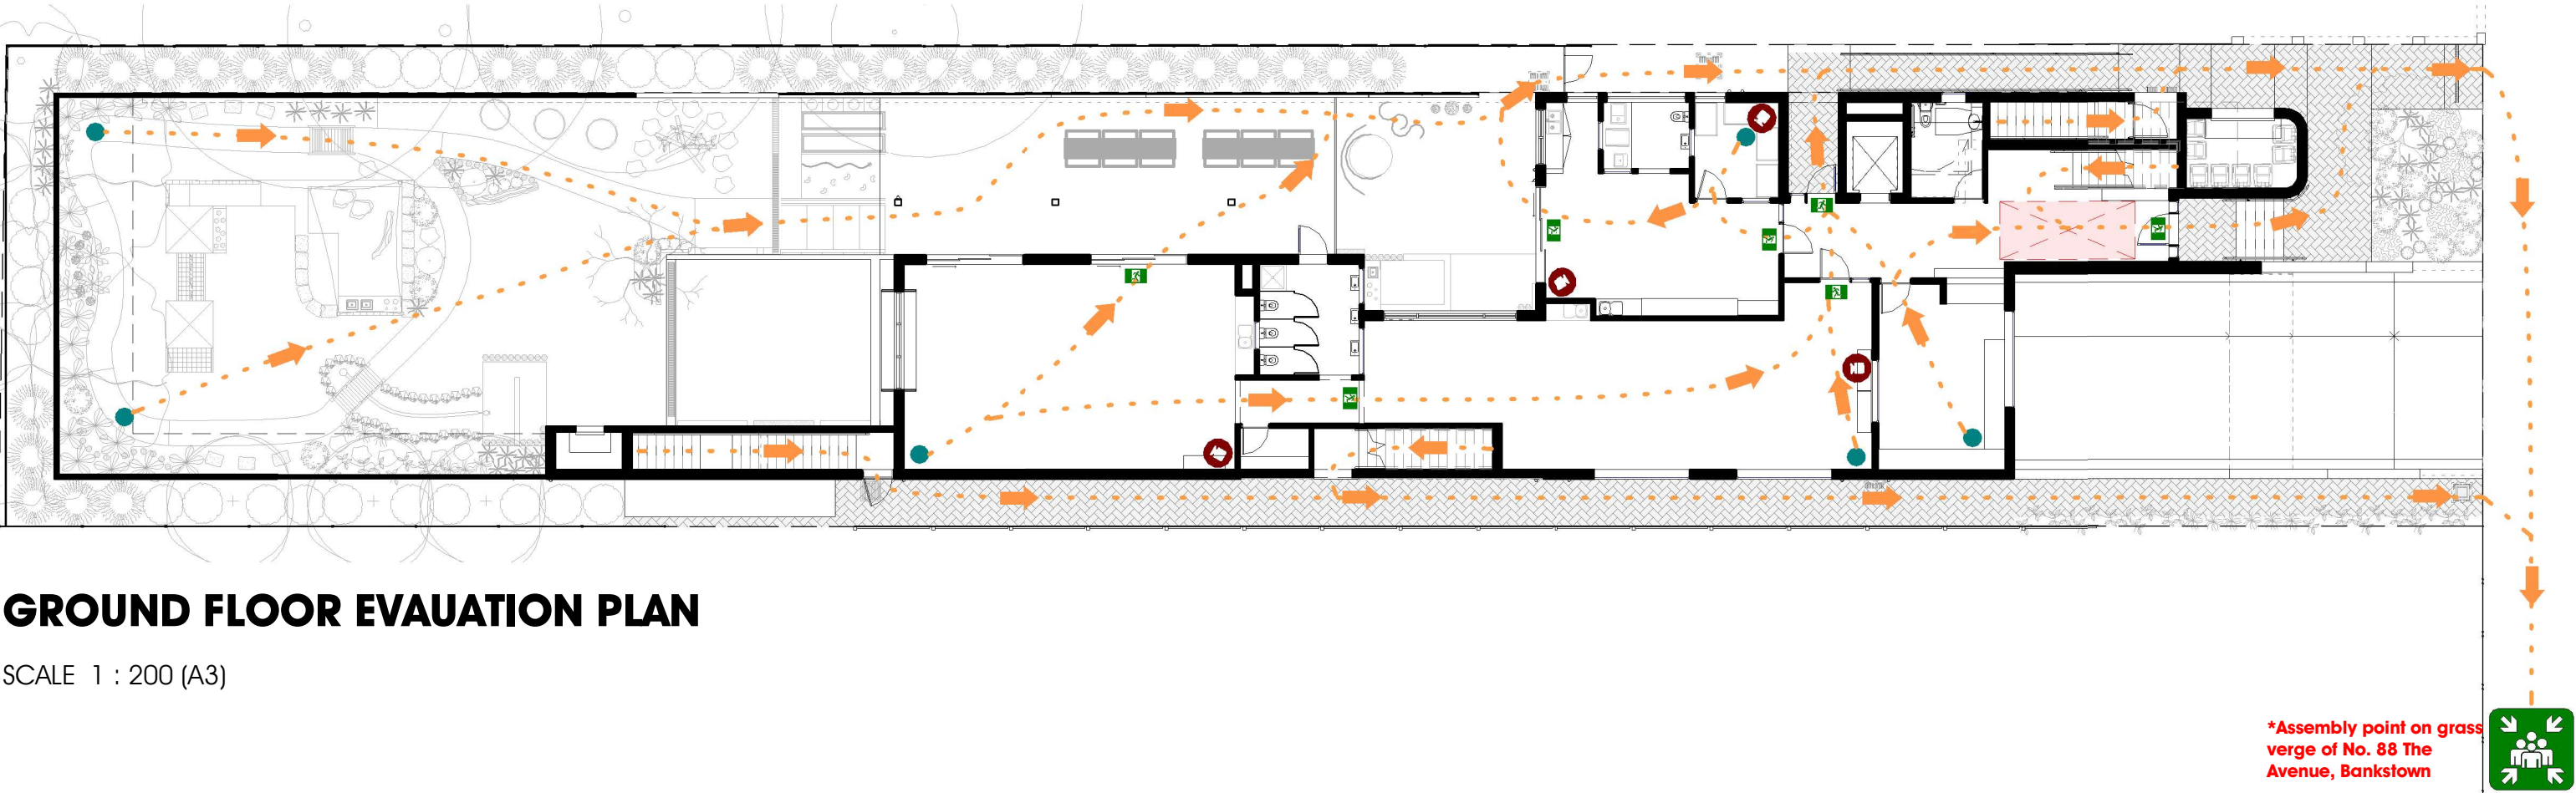 GROUND FLOOR EVAUATION PLAN
SCALE 1 : 200 (A3)
*Assembly point on grass
verge of No. 88 The
Avenue, Bankstown